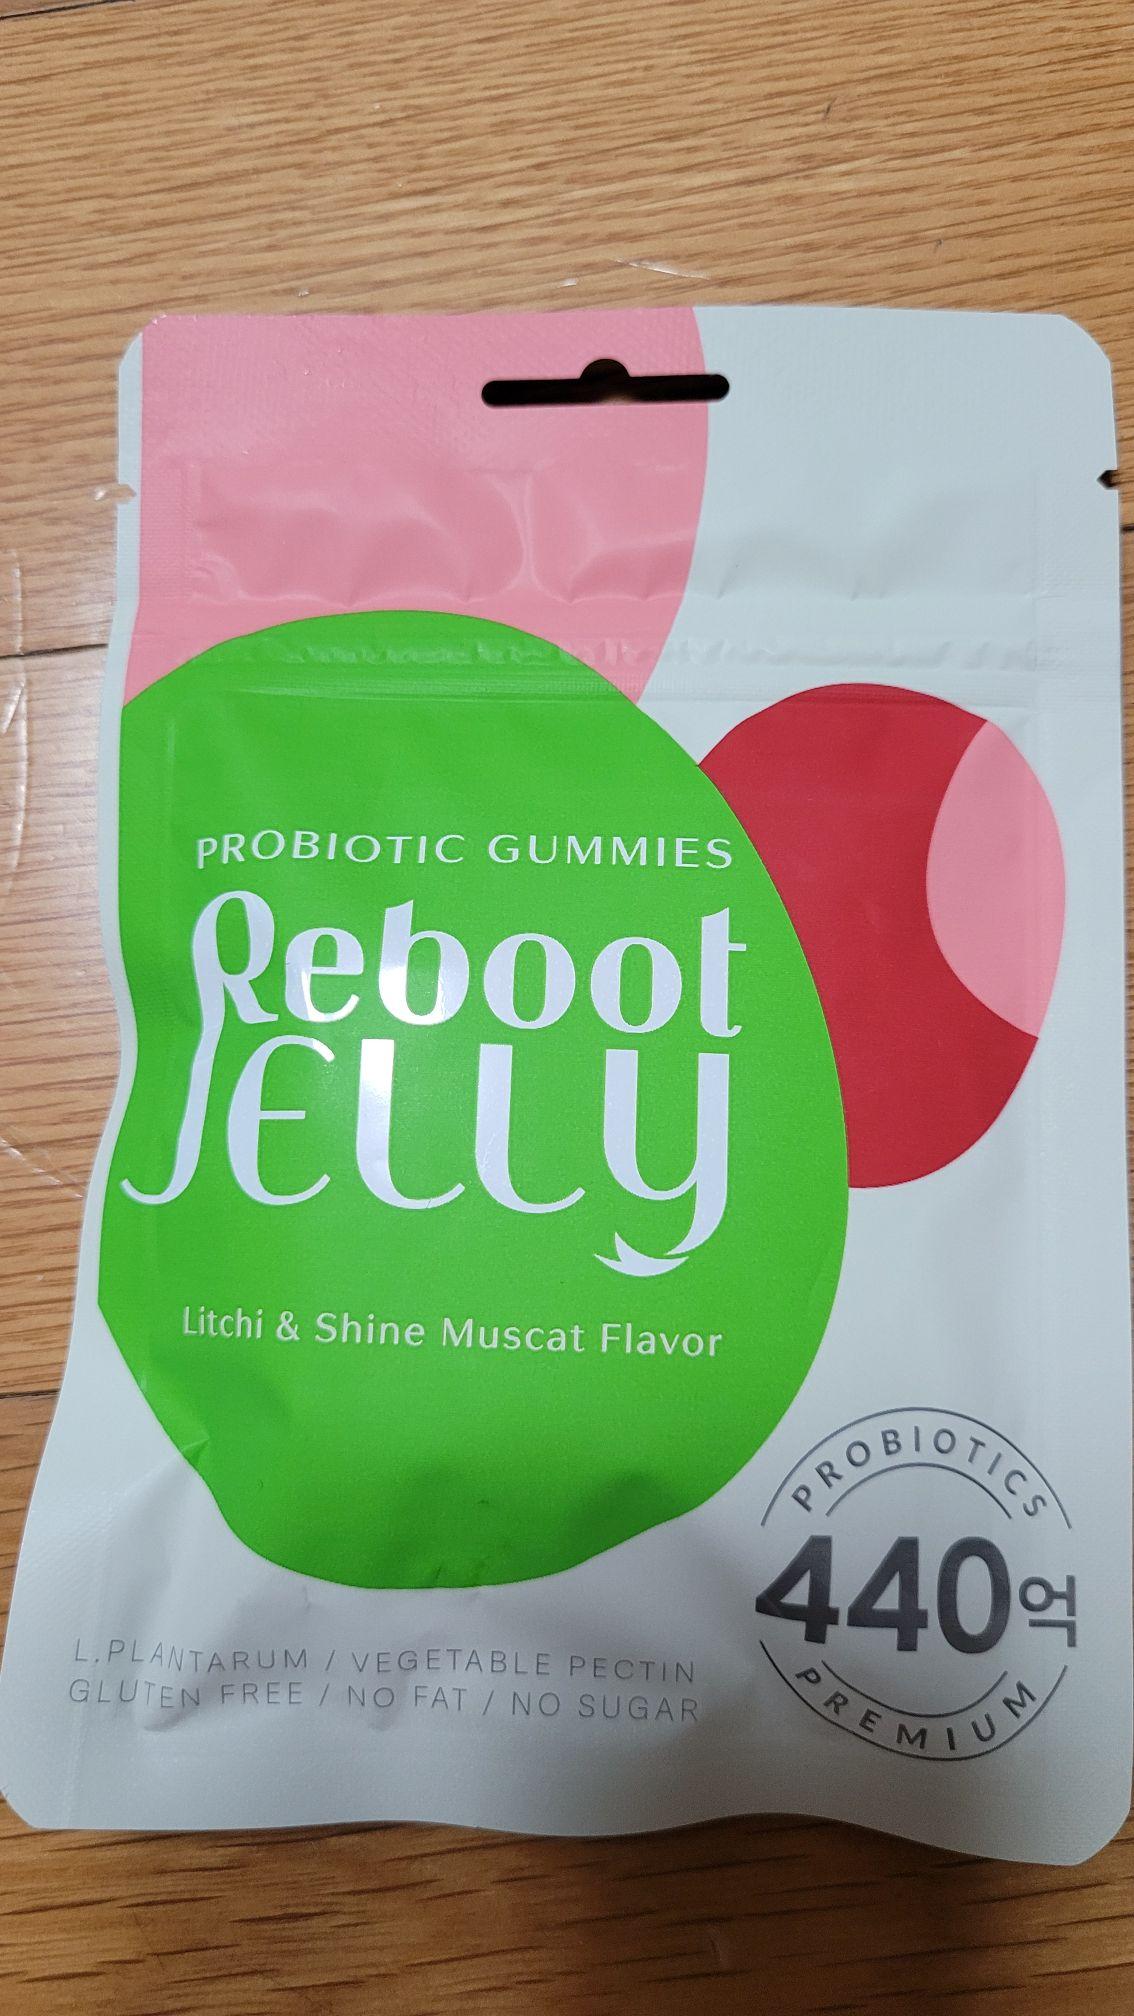 PROBIOTIC GUMMIES
Reboot
JELLY
Litchi & Shine Muscat Flavor
PROBIOTICS
440억
PREMIUM
L.PLANTARUM / VEGETABLE PECTIN
GLUTEN FREE / NO FAT / NO SUGAR